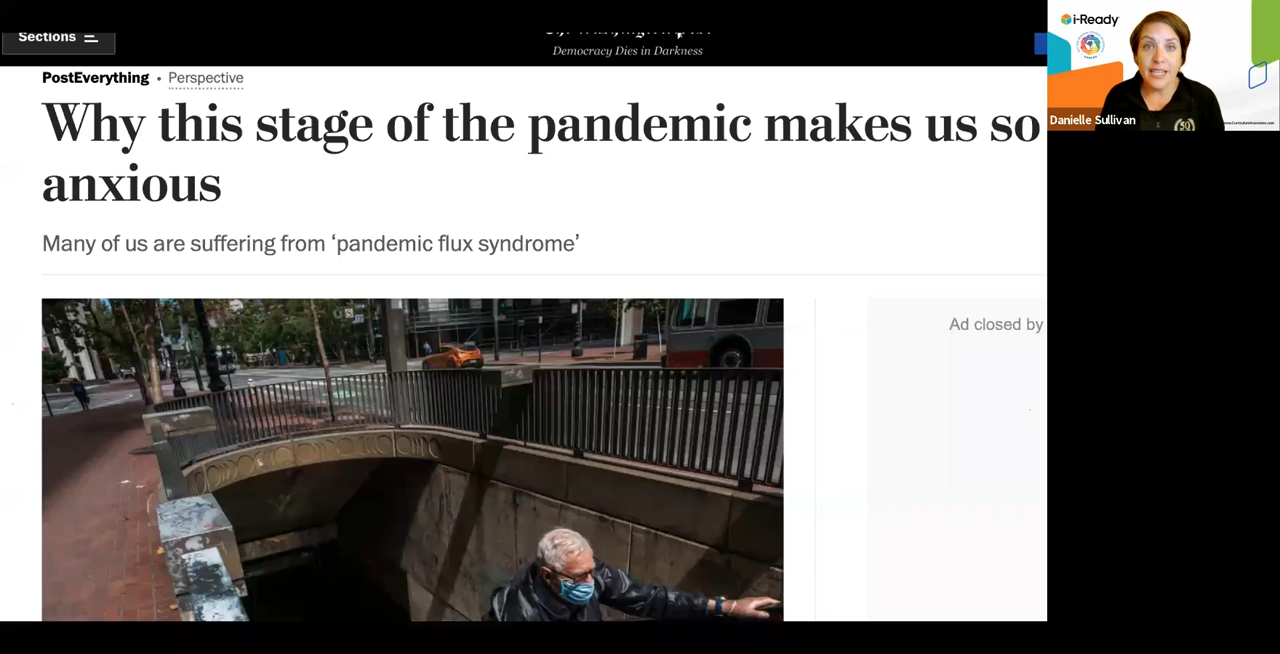 Sections
Democracy Dies in Darkness
PostEverything • Perspective
Why this stage of the pandemic makes us so
anxious
Many of us are suffering from ‘pandemic flux syndrome’
Ad closed by
i-Ready
Danielle Sullivan
50